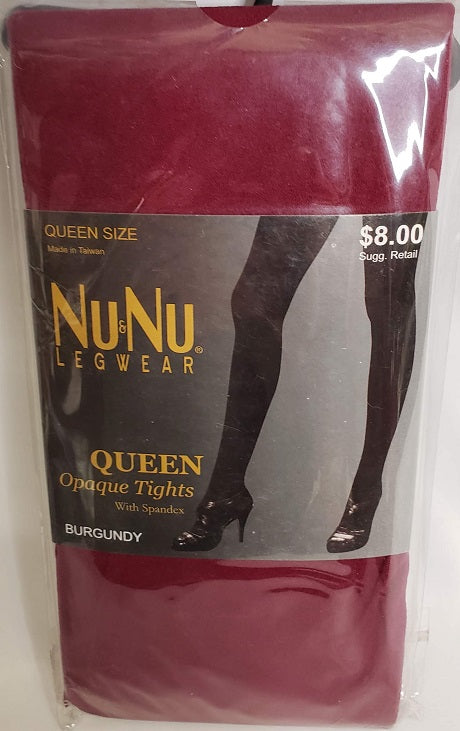 QUEEN SIZE
Made in Taiwan
$8.00
Sugg. Retail
NU&NU®
LEGWEAR
QUEEN
Opaque Tights
With Spandex
BURGUNDY